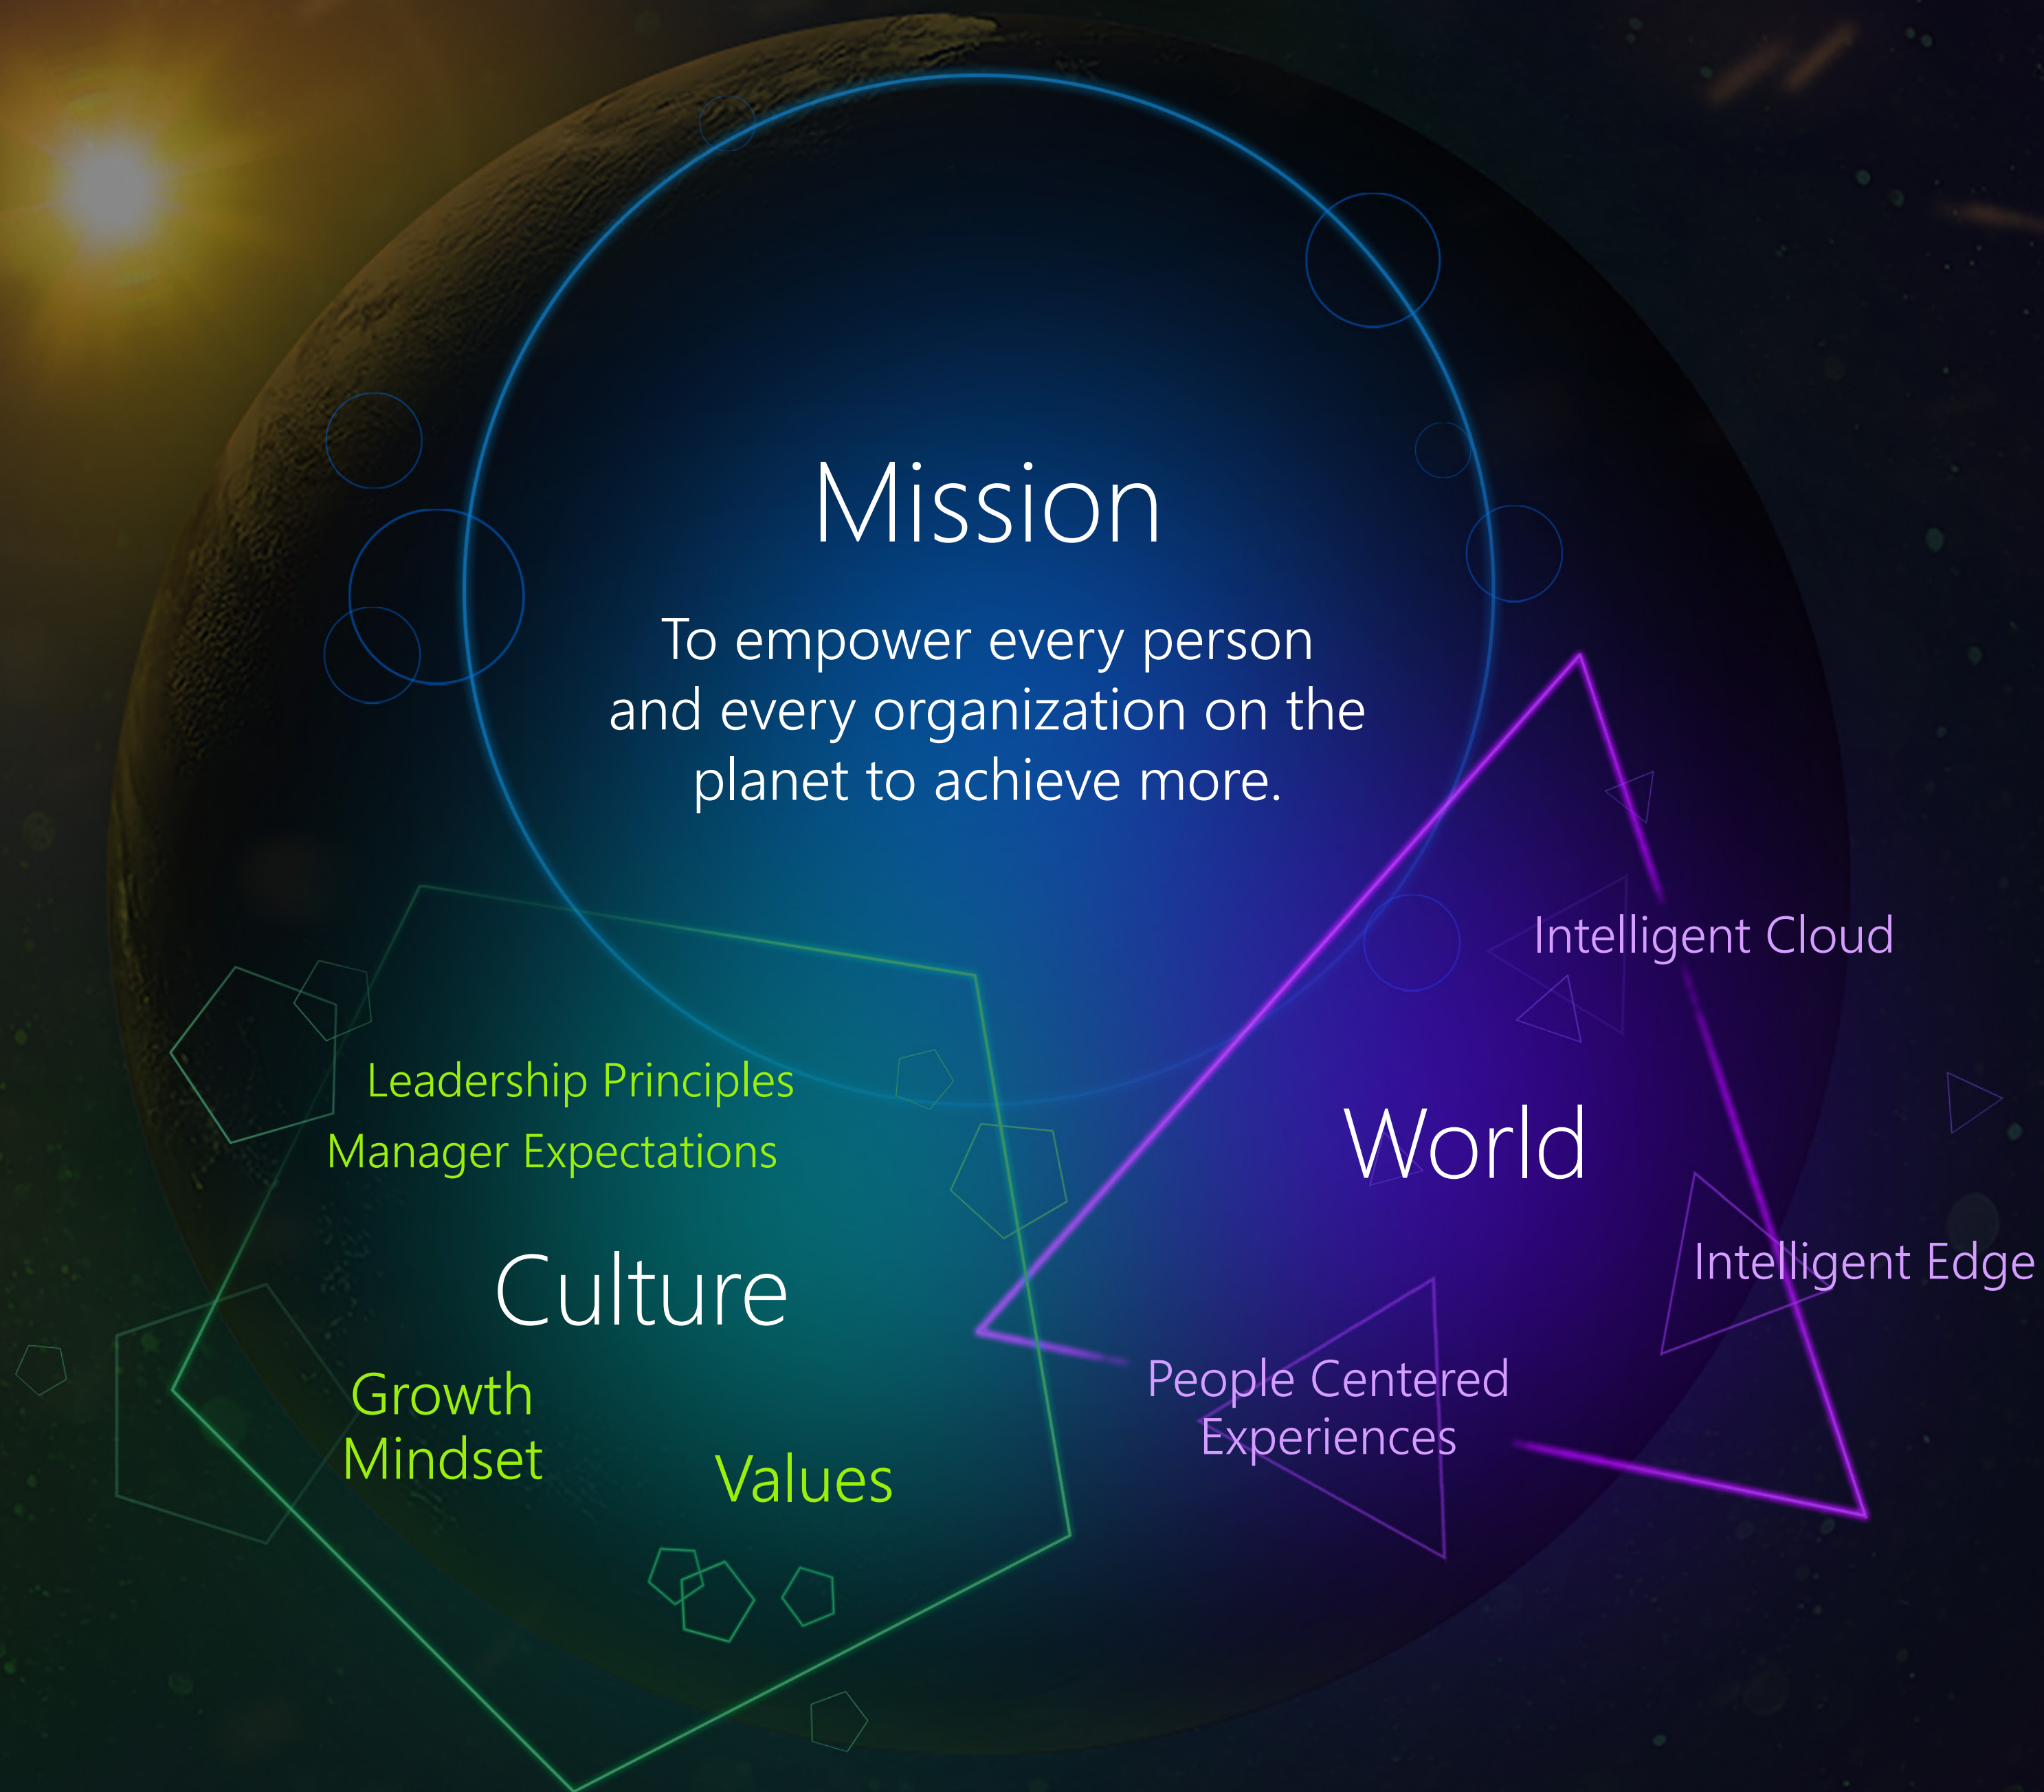 Mission
To empower every person
and every organization on the
planet to achieve more.
Intelligent Cloud
Leadership Principles
Manager Expectations
World
Culture
Intelligent Edge
Growth
Mindset
Values
People Centered
Experiences